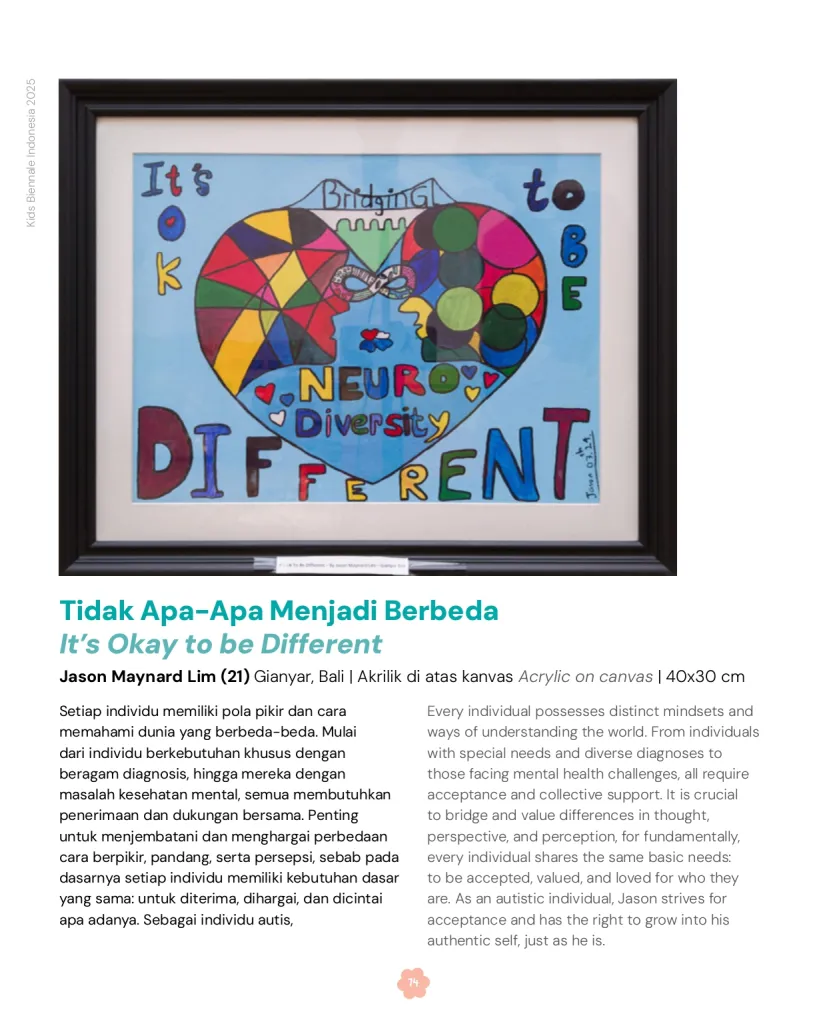 Kids Biennale Indonesia 2025
It's
OK
to
BE
BridginG
NEURO
Diversity
DIFFERENT
Tidak Apa-Apa Menjadi Berbeda
It's Okay to be Different
Jason Maynard Lim (21) Gianyar, Bali | Akrilik di atas kanvas Acrylic on canvas | 40x30 cm
Setiap individu memiliki pola pikir dan cara
memahami dunia yang berbeda-beda. Mulai
dari individu berkebutuhan khusus dengan
beragam diagnosis, hingga mereka dengan
masalah kesehatan mental, semua membutuhkan
penerimaan dan dukungan bersama. Penting
untuk menjembatani dan menghargai perbedaan
cara berpikir, pandang, serta persepsi, sebab pada
dasarnya setiap individu memiliki kebutuhan dasar
yang sama: untuk diterima, dihargai, dan dicintai
apa adanya. Sebagai individu autis,
Every individual possesses distinct mindsets and
ways of understanding the world. From individuals
with special needs and diverse diagnoses to
those facing mental health challenges, all require
acceptance and collective support. It is crucial
to bridge and value differences in thought,
perspective, and perception, for fundamentally,
every individual shares the same basic needs:
to be accepted, valued, and loved for who they
are. As an autistic individual, Jason strives for
acceptance and has the right to grow into his
authentic self, just as he is.
74